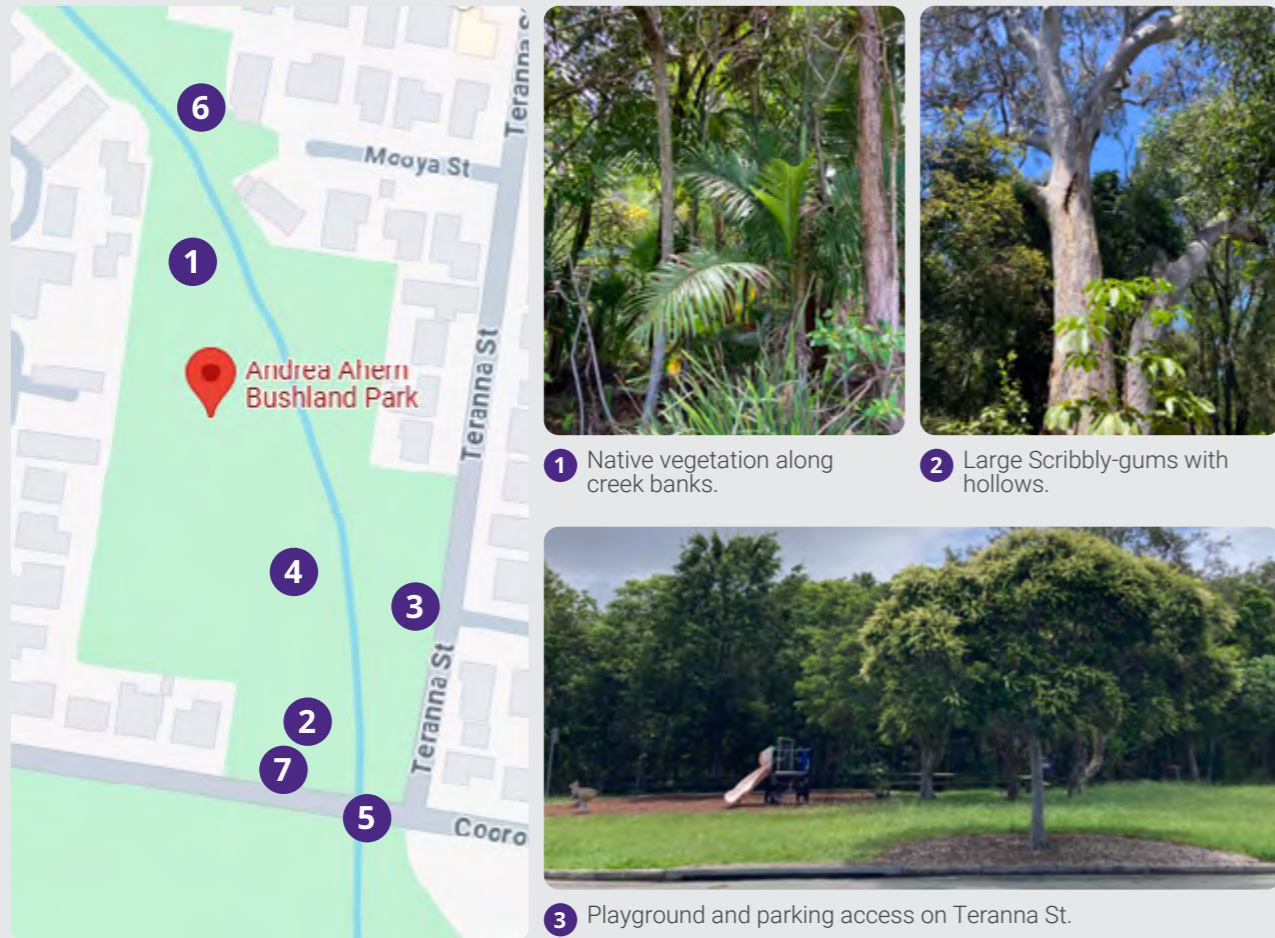 Teranna S
6
Mooya St
1
Andrea Ahern
Bushland Park
Teranna St
4
3
Teranna St
2
7
5
Cooro
1 Native vegetation along
creek banks.
2 Large Scribbly-gums with
hollows.
3 Playground and parking access on Teranna St.